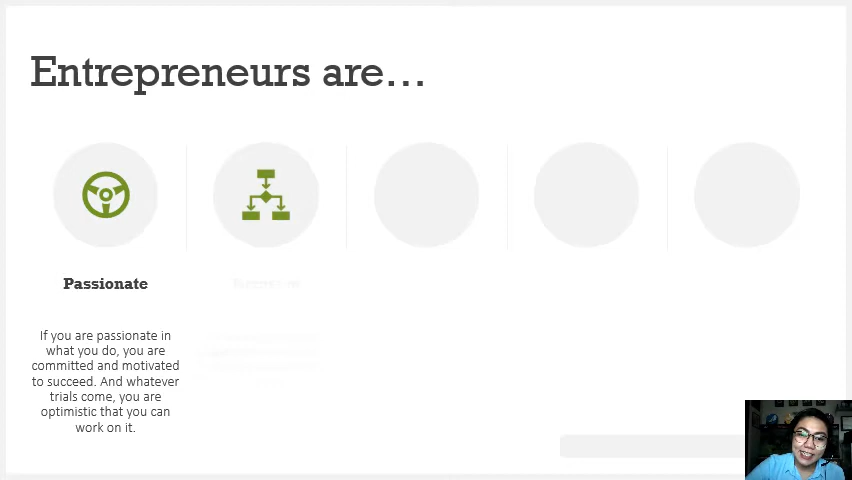 Entrepreneurs are...
Passionate
If you are passionate in
what you do, you are
committed and motivated
to succeed. And whatever
trials come, you are
optimistic that you can
work on it.